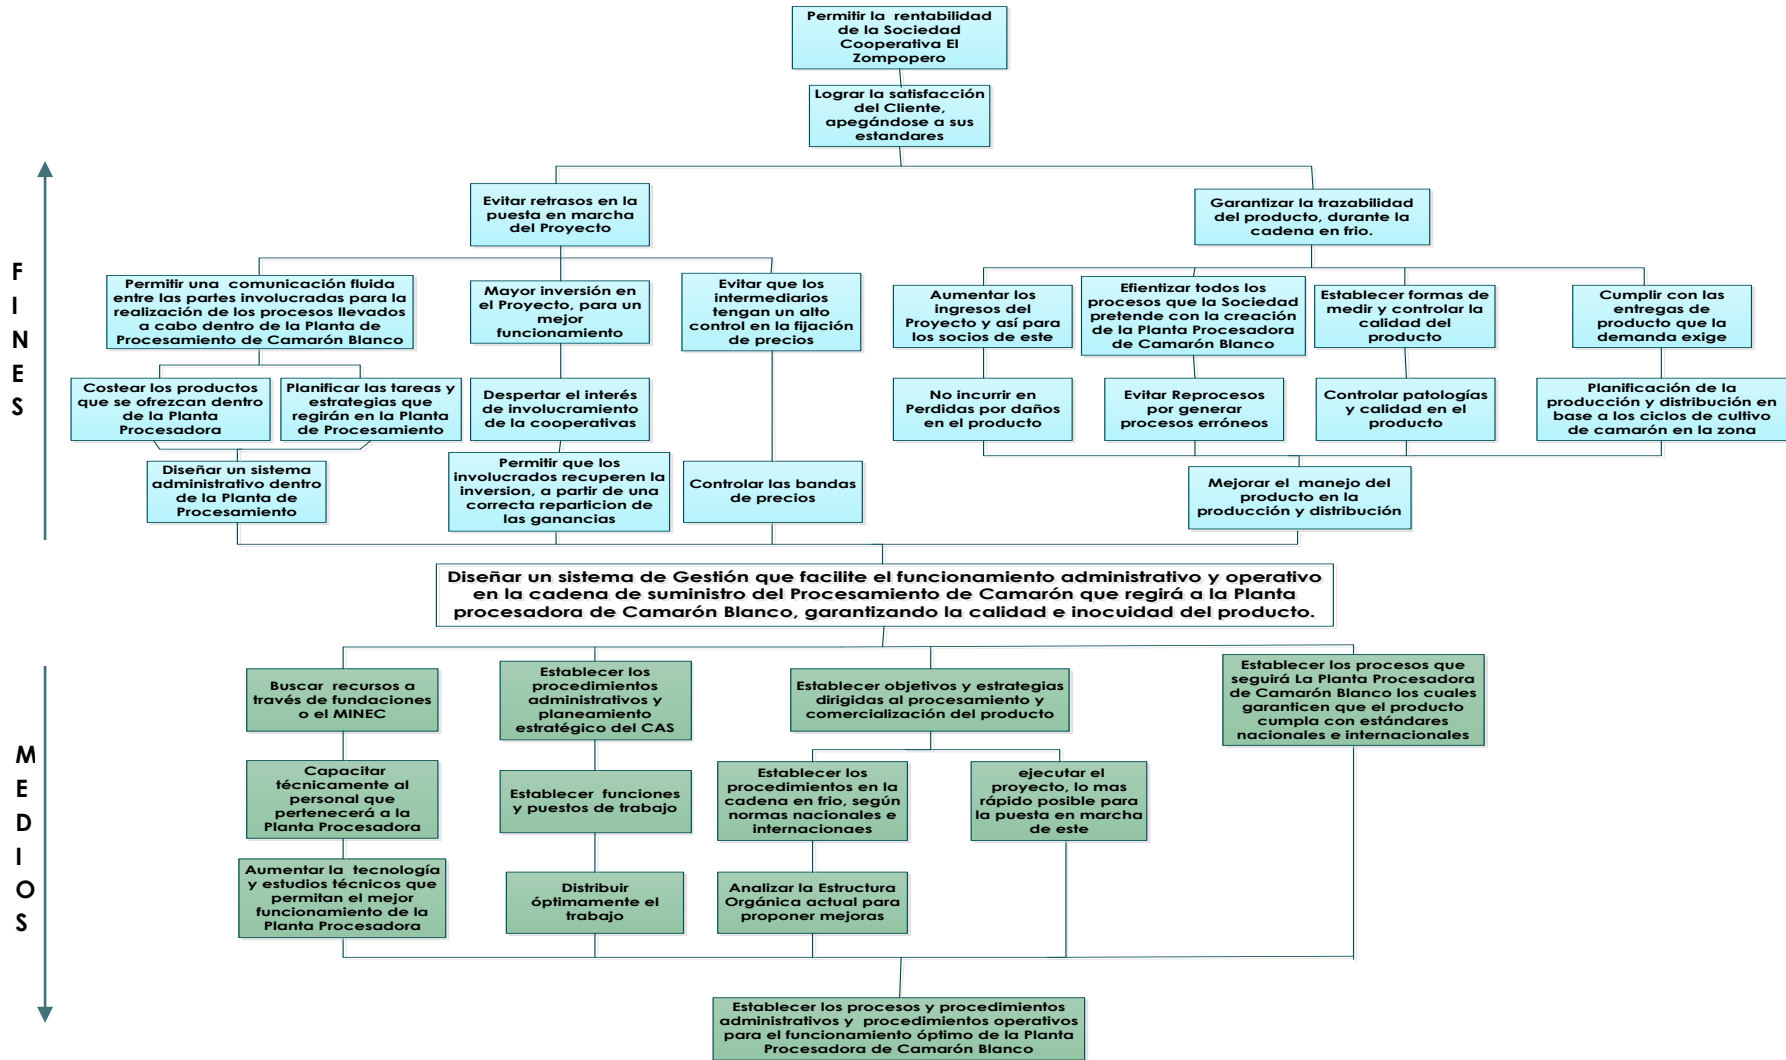 Permitir la rentabilidad
de la Sociedad
Cooperativa El
Zompopero
Lograr la satisfacción
del Cliente,
apegándose a sus
estandares
F
I
N
E
S
Evitar retrasos en la
puesta en marcha
del Proyecto
Garantizar la trazabilidad
del producto, durante la
cadena en frio.
Permitir una comunicación fluida
entre las partes involucradas para la
realización de los procesos llevados
a cabo dentro de la Planta de
Procesamiento de Camarón Blanco
Mayor inversión en
el Proyecto, para un
mejor
funcionamiento
Evitar que los
intermediarios
tengan un alto
control en la fijación
de precios
Aumentar los
ingresos del
Proyecto y así para
los socios de este
Efientizar todos los
procesos que la Sociedad
pretende con la creación
de la Planta Procesadora
de Camarón Blanco
Establecer formas de
medir y controlar la
calidad del
producto
Cumplir con las
entregas de
producto que la
demanda exige
Costear los productos
que se ofrezcan dentro
de la Planta
Procesadora
Planificar las tareas y
estrategias que
regirán en la Planta
de Procesamiento
Despertar el interés
de involucramiento
de la cooperativas
No incurrir en
Perdidas por daños
en el producto
Evitar Reprocesos
por generar
procesos erróneos
Controlar patologías
y calidad en el
producto
Planificación de la
producción y distribución en
base a los ciclos de cultivo
de camarón en la zona
Diseñar un sistema
administrativo dentro
de la Planta de
Procesamiento
Permitir que los
involucrados recuperen la
inversion, a partir de una
correcta reparticion de
las ganancias
Controlar las bandas
de precios
Mejorar el manejo del
producto en la
producción y distribución
Diseñar un sistema de Gestión que facilite el funcionamiento administrativo y operativo
en la cadena de suministro del Procesamiento de Camarón que regirá a la Planta
procesadora de Camarón Blanco, garantizando la calidad e inocuidad del producto.
M
E
D
I
O
S
Buscar recursos a
través de fundaciones
o el MINEC
Establecer los
procedimientos
administrativos y
planeamiento
estratégico del CAS
Establecer objetivos y estrategias
dirigidas al procesamiento y
comercialización del producto
Establecer los procesos que
seguirá La Planta Procesadora
de Camarón Blanco los cuales
garanticen que el producto
cumpla con estándares
nacionales e internacionales
Capacitar
técnicamente al
personal que
pertenecerá a la
Planta Procesadora
Establecer funciones
y puestos de trabajo
Establecer los
procedimientos en la
cadena en frio, según
normas nacionales e
internacionaes
ejecutar el
proyecto, lo mas
rápido posible para
la puesta en marcha
de este
Aumentar la tecnología
y estudios técnicos que
permitan el mejor
funcionamiento de la
Planta Procesadora
Distribuir
óptimamente el
trabajo
Analizar la Estructura
Orgánica actual para
proponer mejoras
Establecer los procesos y procedimientos
administrativos y procedimientos operativos
para el funcionamiento óptimo de la Planta
Procesadora de Camarón Blanco